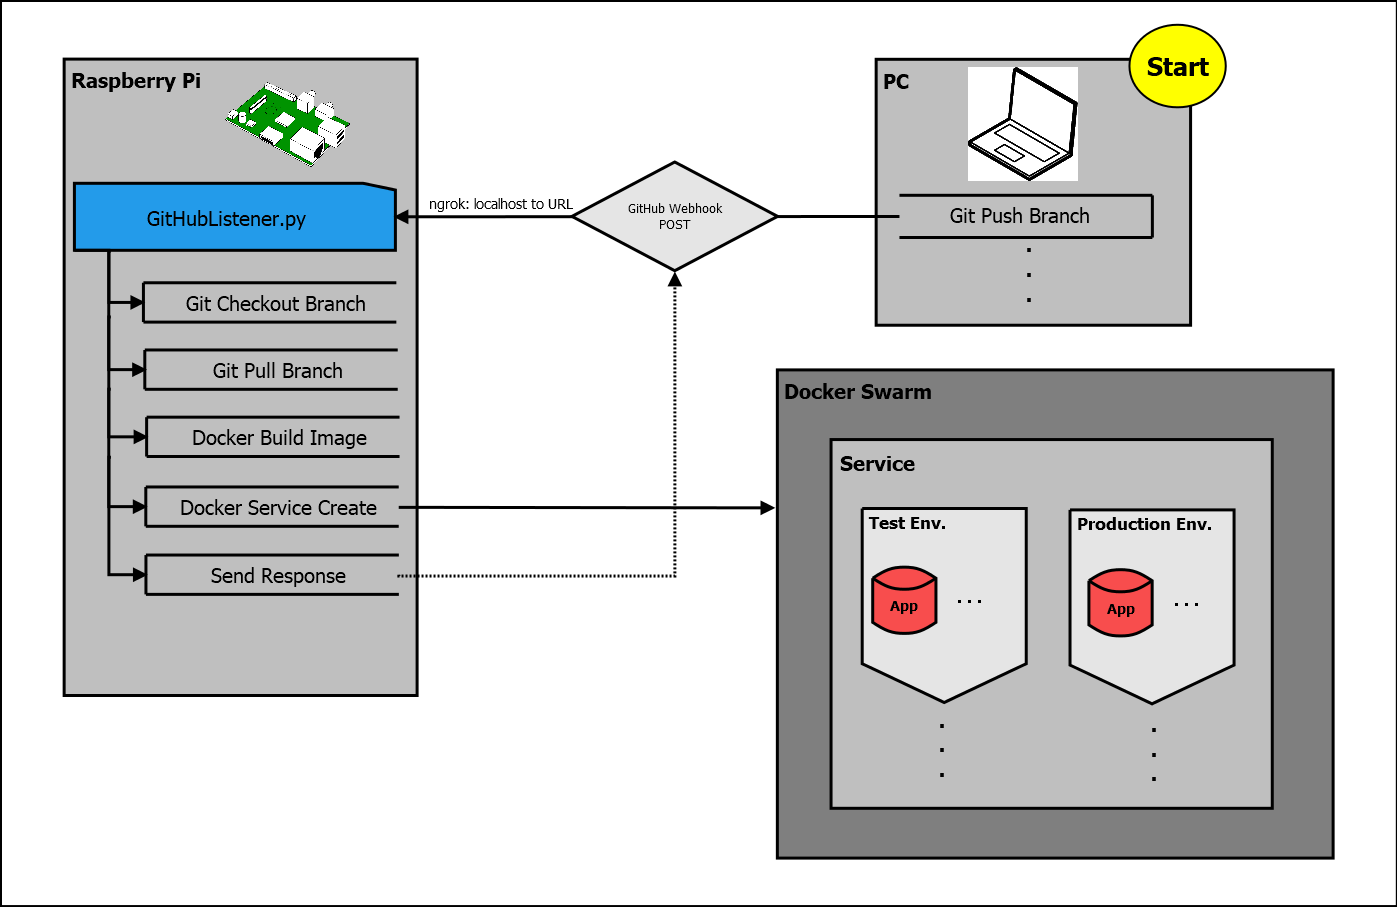 Start
Raspberry Pi
PC
ngrok: localhost to URL
GitHub Webhook
POST
Git Push Branch
GitHubListener.py
Git Checkout Branch
Git Pull Branch
Docker Build Image
Docker Service Create
Send Response
Docker Swarm
Service
Test Env.
Production Env.
App
...
App
...